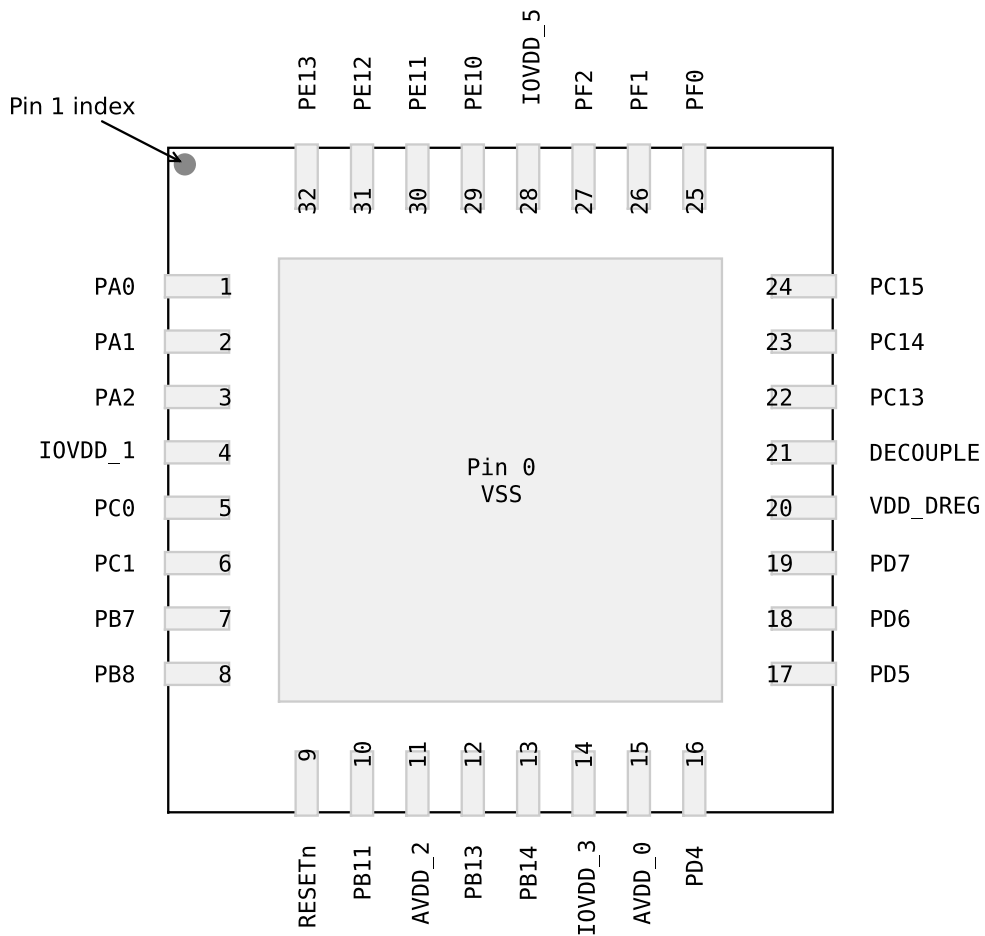 IOVDD_5
PE13 PE12 PE11 PE10 PF2 PF1 PF0
Pin 1 index
32 31 30 29 28 27 26 25
PA0 1 24 PC15
PA1 2 23 PC14
PA2 3 22 PC13
IOVDD_1 4 21 DECOUPLE
Pin 0
VSS
PC0 5 20 VDD_DREG
PC1 6 19 PD7
PB7 7 18 PD6
PB8 8 17 PD5
9 10 11 12 13 14 15 16
RESETn PB11 AVDD_2 PB13 PB14 IOVDD_3 AVDD_0 PD4